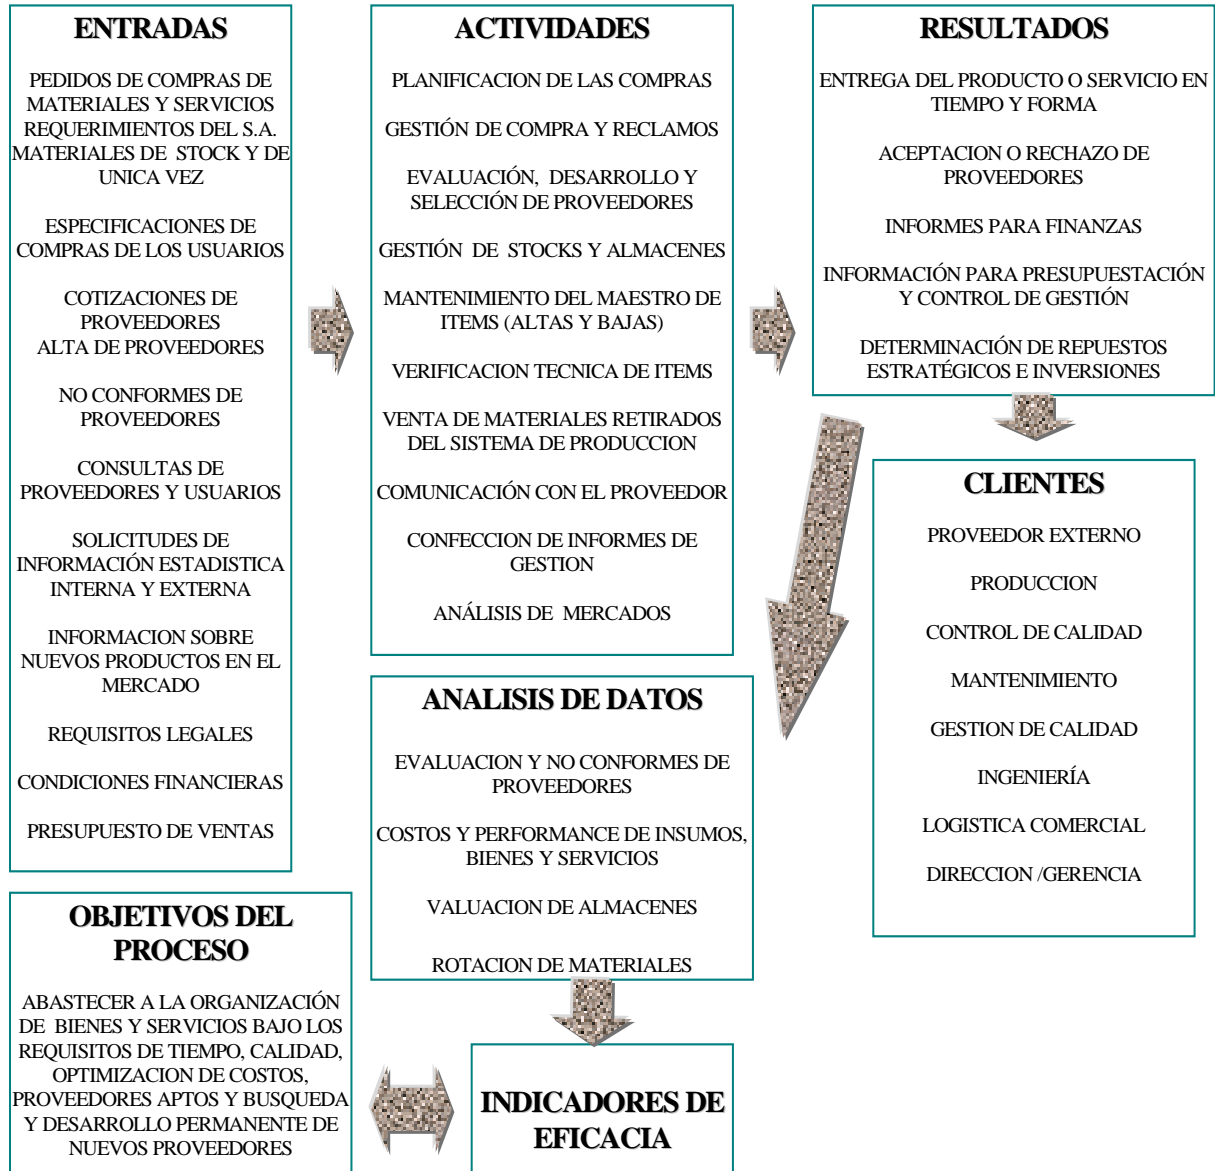 ENTRADAS
PEDIDOS DE COMPRAS DE
MATERIALES Y SERVICIOS
REQUERIMIENTOS DEL S.A.
MATERIALES DE STOCK Y DE
UNICA VEZ
ESPECIFICACIONES DE
COMPRAS DE LOS USUARIOS
COTIZACIONES DE
PROVEEDORES
ALTA DE PROVEEDORES
NO CONFORMES DE
PROVEEDORES
CONSULTAS DE
PROVEEDORES Y USUARIOS
SOLICITUDES DE
INFORMACIÓN ESTADISTICA
INTERNA Y EXTERNA
INFORMACION SOBRE
NUEVOS PRODUCTOS EN EL
MERCADO
REQUISITOS LEGALES
CONDICIONES FINANCIERAS
PRESUPUESTO DE VENTAS
ACTIVIDADES
PLANIFICACION DE LAS COMPRAS
GESTIÓN DE COMPRA Y RECLAMOS
EVALUACIÓN, DESARROLLO Y
SELECCIÓN DE PROVEEDORES
GESTIÓN DE STOCKS Y ALMACENES
MANTENIMIENTO DEL MAESTRO DE
ITEMS (ALTAS Y BAJAS)
VERIFICACION TECNICA DE ITEMS
VENTA DE MATERIALES RETIRADOS
DEL SISTEMA DE PRODUCCION
COMUNICACIÓN CON EL PROVEEDOR
CONFECCION DE INFORMES DE
GESTION
ANÁLISIS DE MERCADOS
RESULTADOS
ENTREGA DEL PRODUCTO O SERVICIO EN
TIEMPO Y FORMA
ACEPTACION O RECHAZO DE
PROVEEDORES
INFORMES PARA FINANZAS
INFORMACIÓN PARA PRESUPUESTACIÓN
Y CONTROL DE GESTIÓN
DETERMINACIÓN DE REPUESTOS
ESTRATÉGICOS E INVERSIONES
CLIENTES
PROVEEDOR EXTERNO
PRODUCCION
CONTROL DE CALIDAD
MANTENIMIENTO
GESTION DE CALIDAD
INGENIERÍA
LOGISTICA COMERCIAL
DIRECCION /GERENCIA
ANALISIS DE DATOS
EVALUACION Y NO CONFORMES DE
PROVEEDORES
COSTOS Y PERFORMANCE DE INSUMOS,
BIENES Y SERVICIOS
VALUACION DE ALMACENES
ROTACION DE MATERIALES
OBJETIVOS DEL
PROCESO
ABASTECER A LA ORGANIZACIÓN
DE BIENES Y SERVICIOS BAJO LOS
REQUISITOS DE TIEMPO, CALIDAD,
OPTIMIZACION DE COSTOS,
PROVEEDORES APTOS Y BUSQUEDA
Y DESARROLLO PERMANENTE DE
NUEVOS PROVEEDORES
INDICADORES DE
EFICACIA